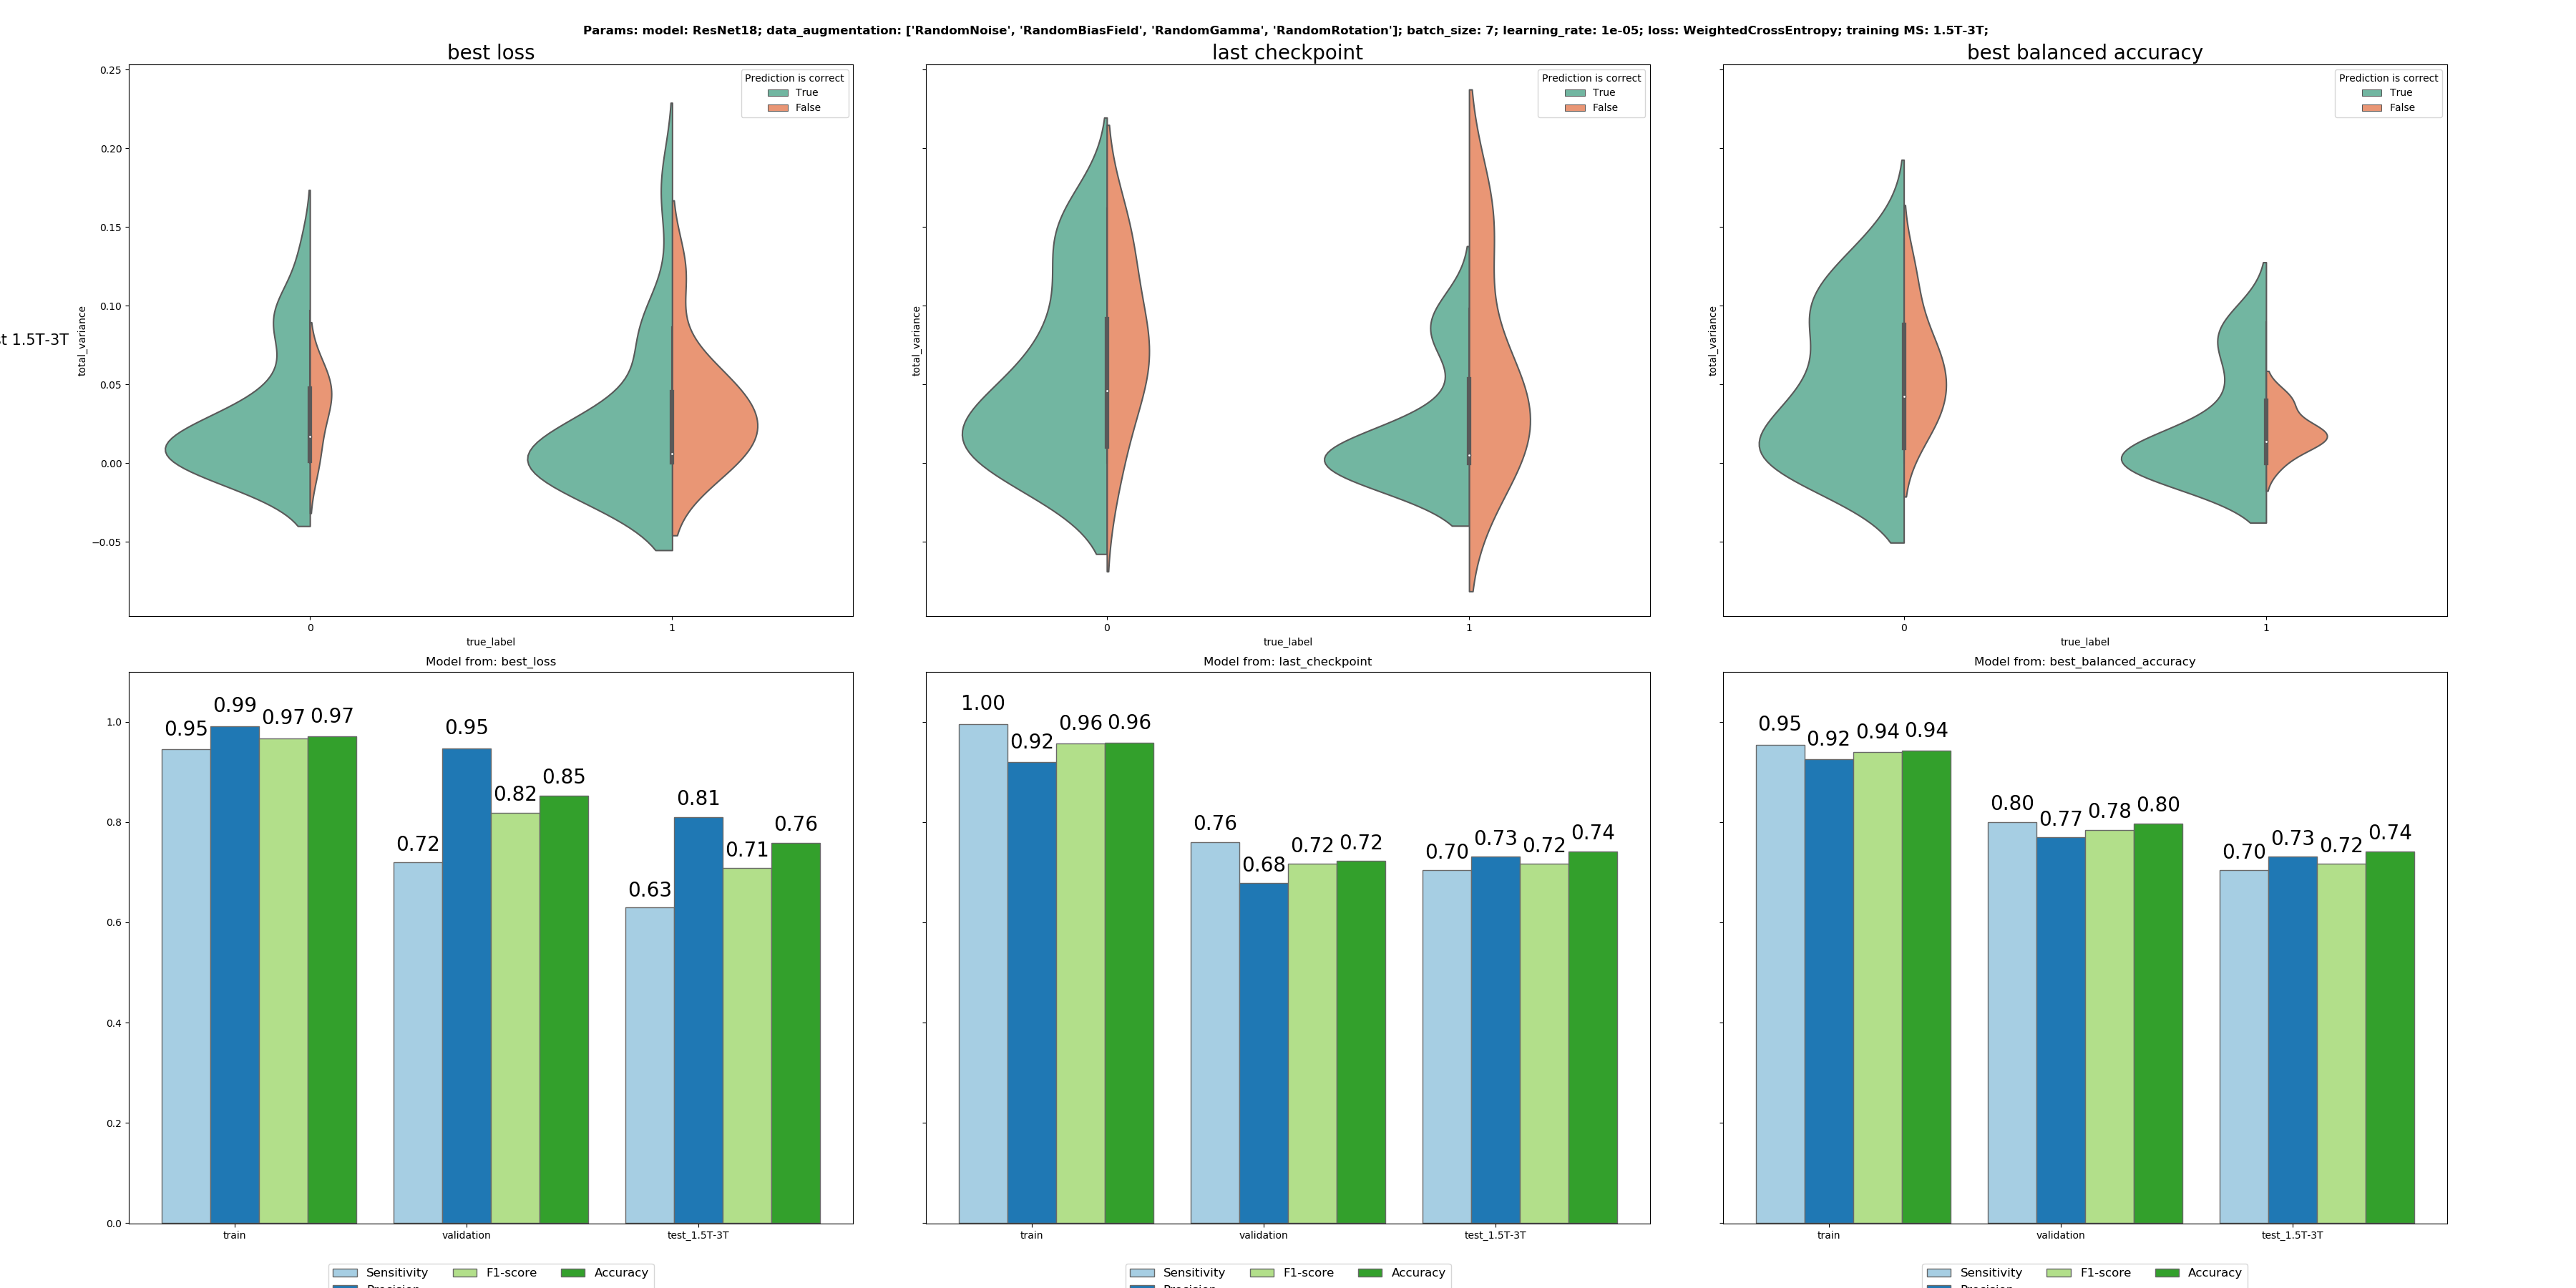 Params: model: ResNet18; data_augmentation: ['RandomNoise', 'RandomBiasField', 'RandomGamma', 'RandomRotation']; batch_size: 7; learning_rate: 1e-05; loss: WeightedCrossEntropy; training MS: 1.5T-3T;
best loss
last checkpoint
best balanced accuracy
Prediction is correct
True
False
Prediction is correct
True
False
Prediction is correct
True
False
0.25
0.20
0.15
0.10
0.05
0.00
−0.05
1.5T-3T
total_variance
total_variance
total_variance
0 1
0 1
0 1
true_label
true_label
true_label
Model from: best_loss
Model from: last_checkpoint
Model from: best_balanced_accuracy
1.0
0.8
0.6
0.4
0.2
0.0
0.95 0.99 0.97 0.97
0.72 0.95 0.82 0.85
0.63 0.81 0.71 0.76
1.00 0.92 0.96 0.96
0.76 0.68 0.72 0.72
0.70 0.73 0.72 0.74
0.95 0.92 0.94 0.94
0.80 0.77 0.78 0.80
0.70 0.73 0.72 0.74
train validation test_1.5T-3T
train validation test_1.5T-3T
train validation test_1.5T-3T
Sensitivity F1-score Accuracy
Sensitivity F1-score Accuracy
Sensitivity F1-score Accuracy